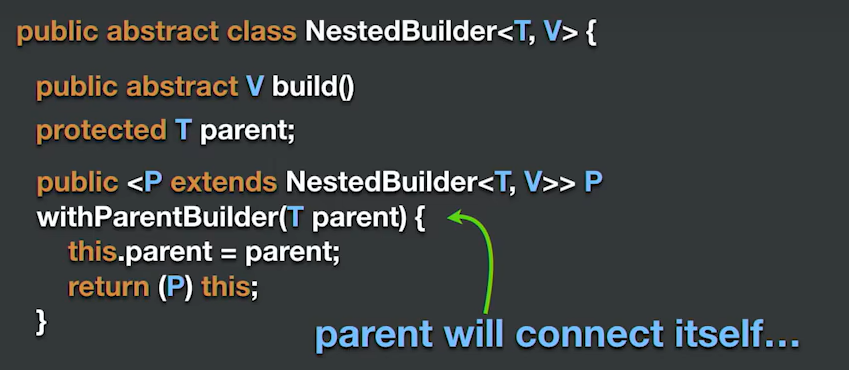 public abstract class NestedBuilder<T, V> {
public abstract V build()
protected T parent;
public <P extends NestedBuilder<T, V>> P
withParentBuilder(T parent) {
this.parent = parent;
return (P) this;
}
parent will connect itself...